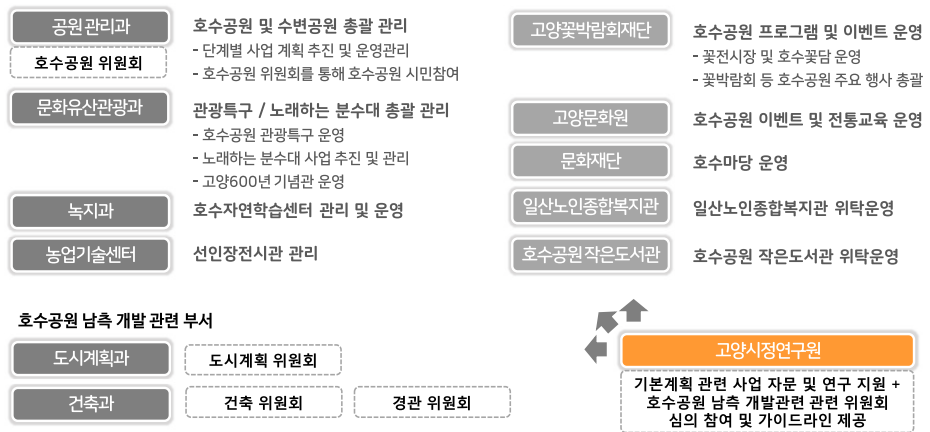 공원관리과
호수공원 위원회
호수공원 및 수변공원 총괄 관리
- 단계별 사업 계획 추진 및 운영관리
- 호수공원 위원회를 통해 호수공원 시민참여
문화유산관광과
관광특구 / 노래하는 분수대 총괄 관리
- 호수공원 관광특구 운영
- 노래하는 분수대 사업 추진 및 관리
- 고양600년 기념관 운영
녹지과
호수자연학습센터 관리 및 운영
농업기술센터
선인장전시관 관리
고양꽃박람회재단
호수공원 프로그램 및 이벤트 운영
- 꽃전시장 및 호수꽃담 운영
- 꽃박람회 등 호수공원 주요 행사 총괄
고양문화원
호수공원 이벤트 및 전통교육 운영
문화재단
호수마당 운영
일산노인종합복지관
일산노인종합복지관 위탁운영
호수공원작은도서관
호수공원 작은도서관 위탁운영
호수공원 남측 개발 관련 부서
도시계획과
도시계획 위원회
건축과
건축 위원회
경관 위원회
고양시정연구원
기본계획 관련 사업 자문 및 연구 지원 +
호수공원 남측 개발관련 관련 위원회
심의 참여 및 가이드라인 제공